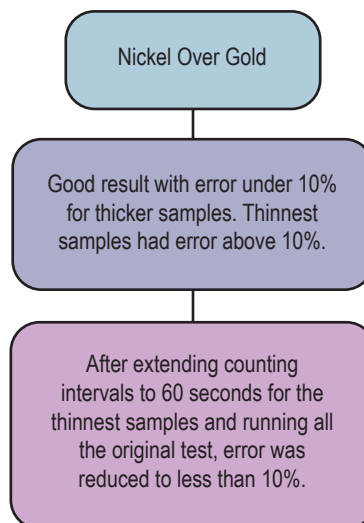 Nickel Over Gold
Good result with error under 10%
for thicker samples. Thinnest
samples had error above 10%.
After extending counting
intervals to 60 seconds for the
thinnest samples and running all
the original test, error was
reduced to less than 10%.